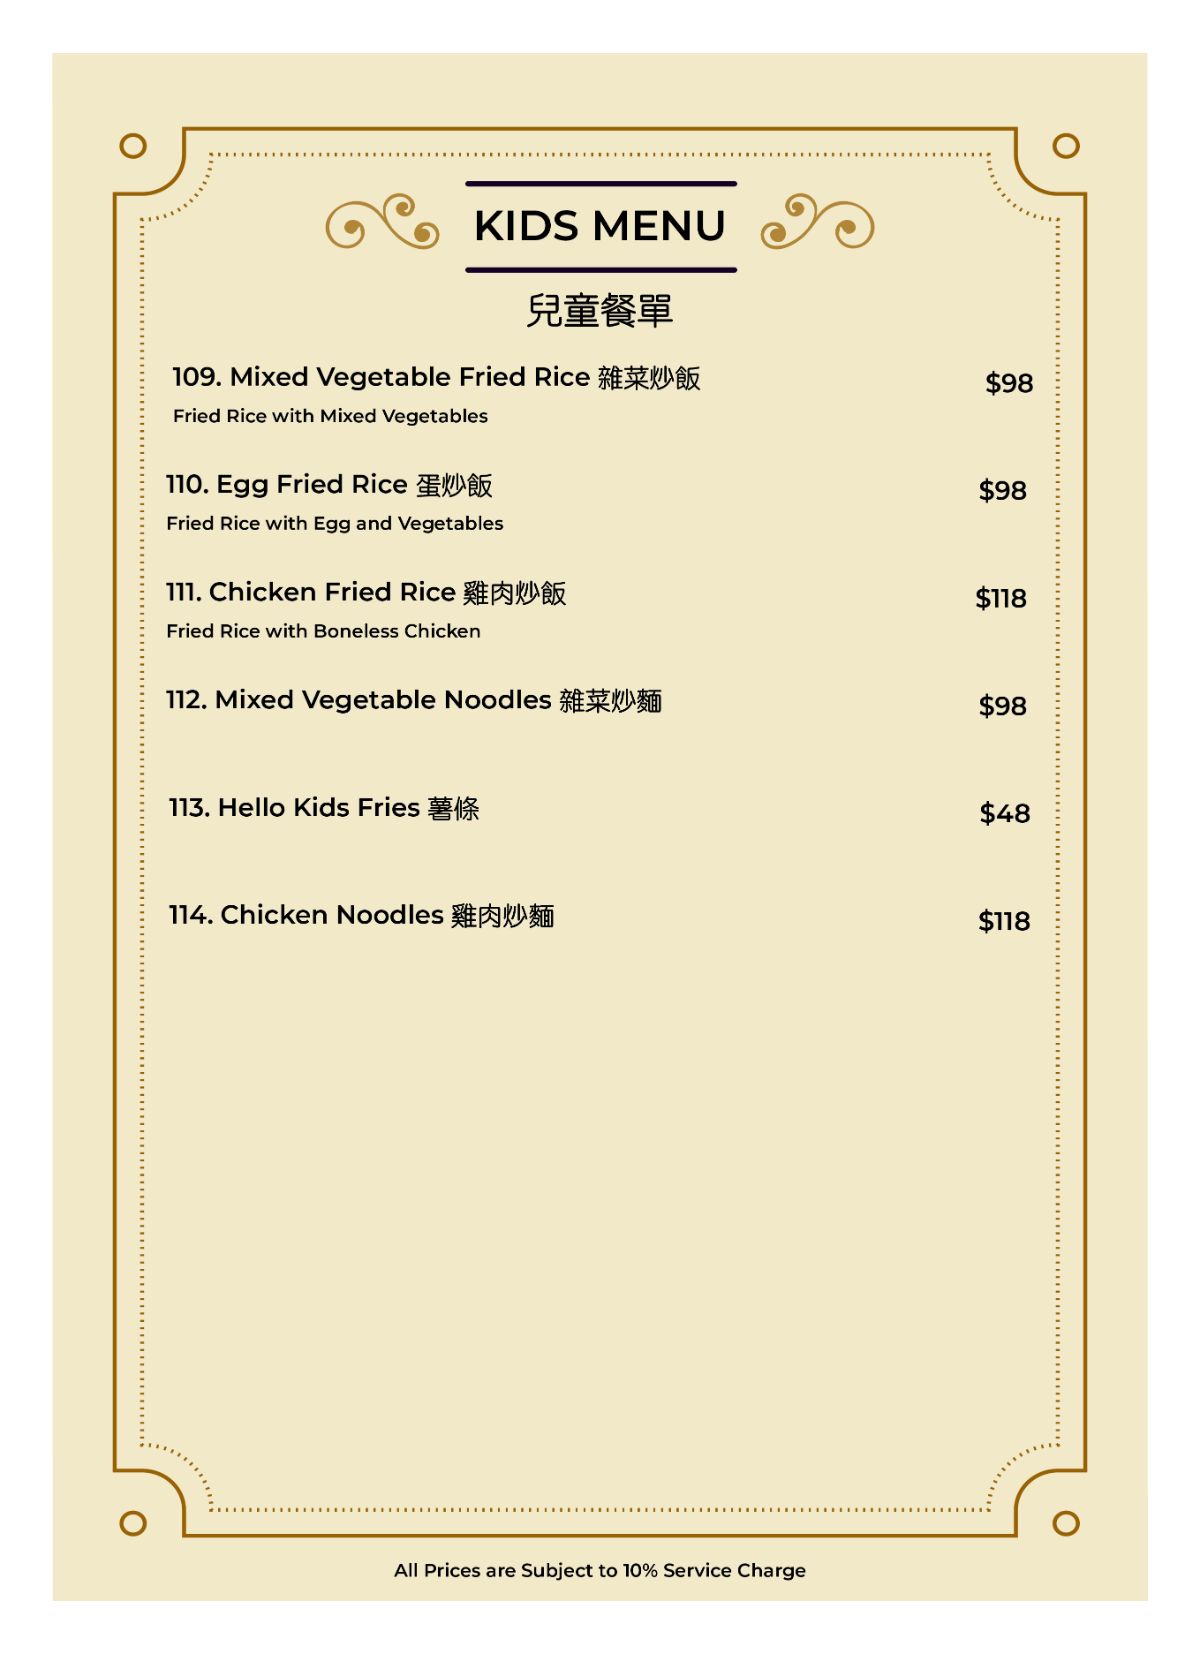 KIDS MENU
兒童餐單
109. Mixed Vegetable Fried Rice 雜菜炒飯 $98
Fried Rice with Mixed Vegetables
110. Egg Fried Rice 蛋炒飯 $98
Fried Rice with Egg and Vegetables
111. Chicken Fried Rice 雞肉炒飯 $118
Fried Rice with Boneless Chicken
112. Mixed Vegetable Noodles 雜菜炒麵 $98
113. Hello Kids Fries 薯條 $48
114. Chicken Noodles 雞肉炒麵 $118
All Prices are Subject to 10% Service Charge